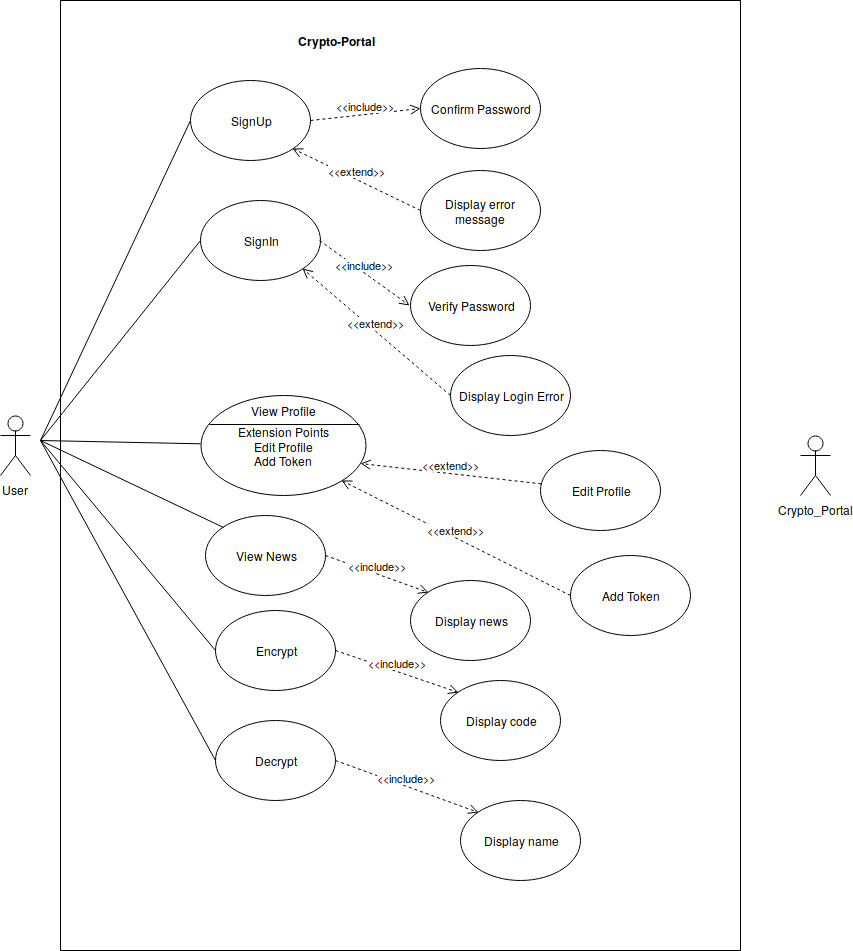 Crypto-Portal
SignUp
<<include>>
Confirm Password
<<extend>>
Display error
message
SignIn
<<include>>
Verify Password
<<extend>>
Display Login Error
View Profile
Extension Points
Edit Profile
Add Token
<<extend>>
Edit Profile
<<extend>>
Add Token
User
Crypto_Portal
View News
<<include>>
Display news
Encrypt
<<include>>
Display code
Decrypt
<<include>>
Display name